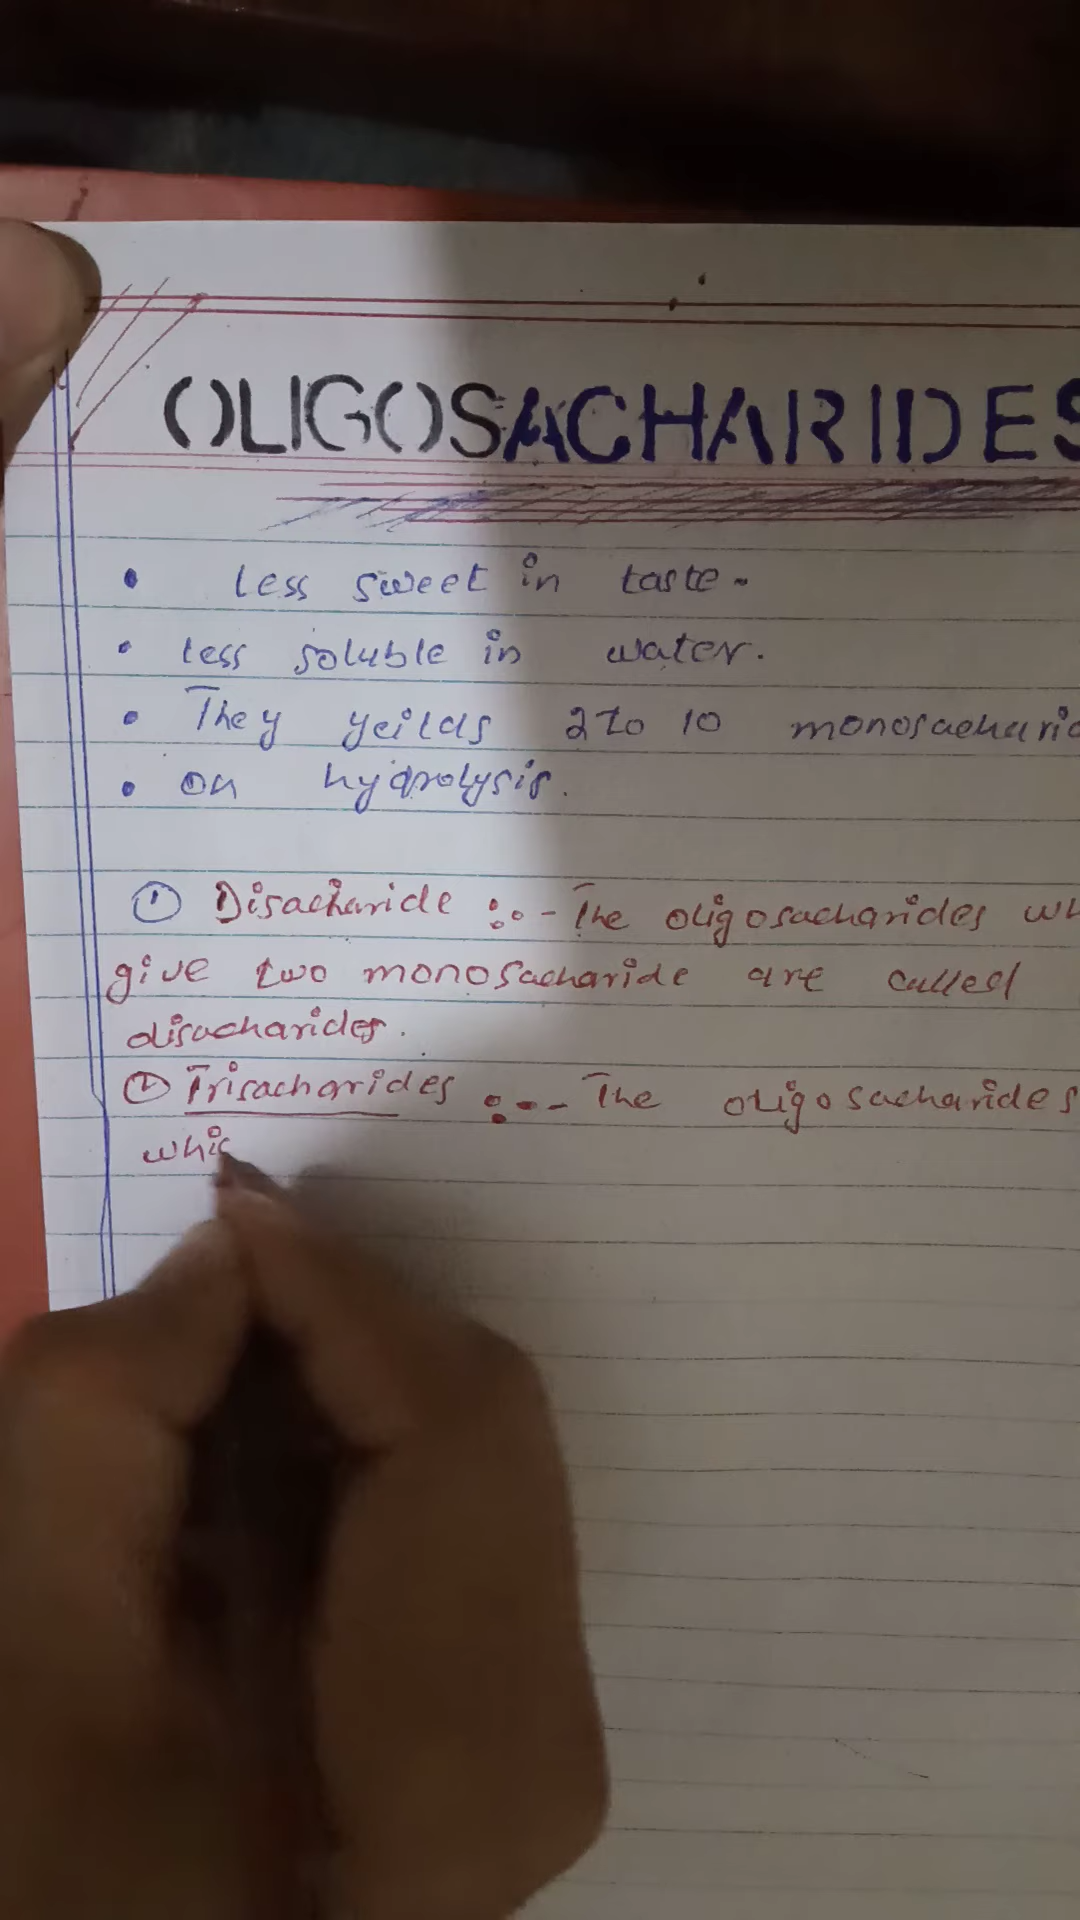 OLIGOSACHARIDES
• Less sweet in taste.
• less soluble in water.
• They yeilds 2 to 10 monosacharid
• on hydrolysis.
① Disacharide :- The oligosacharides wh
give two monosacharide are called
disacharides.
② Trisacharides :- The oligosacharides
whic